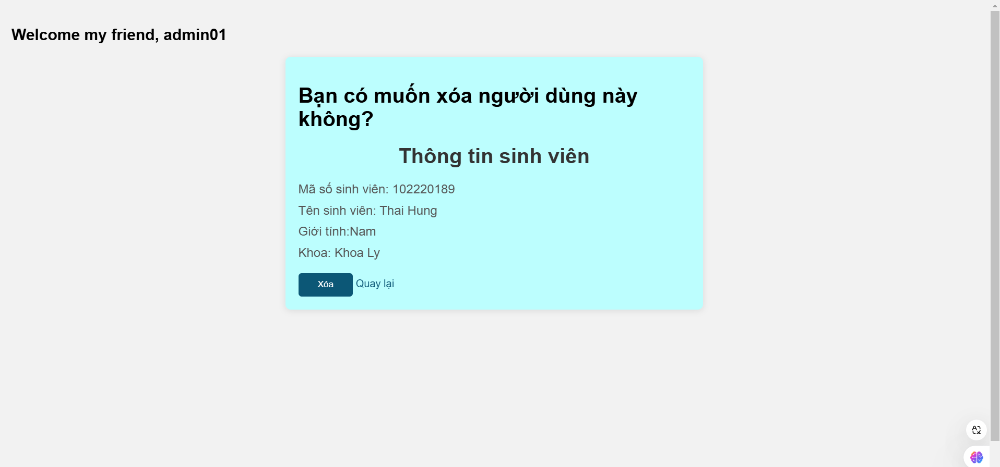 Welcome my friend, admin01
Bạn có muốn xóa người dùng này
không?
Thông tin sinh viên
Mã số sinh viên: 102220189
Tên sinh viên: Thai Hung
Giới tính:Nam
Khoa: Khoa Ly
Xóa Quay lại